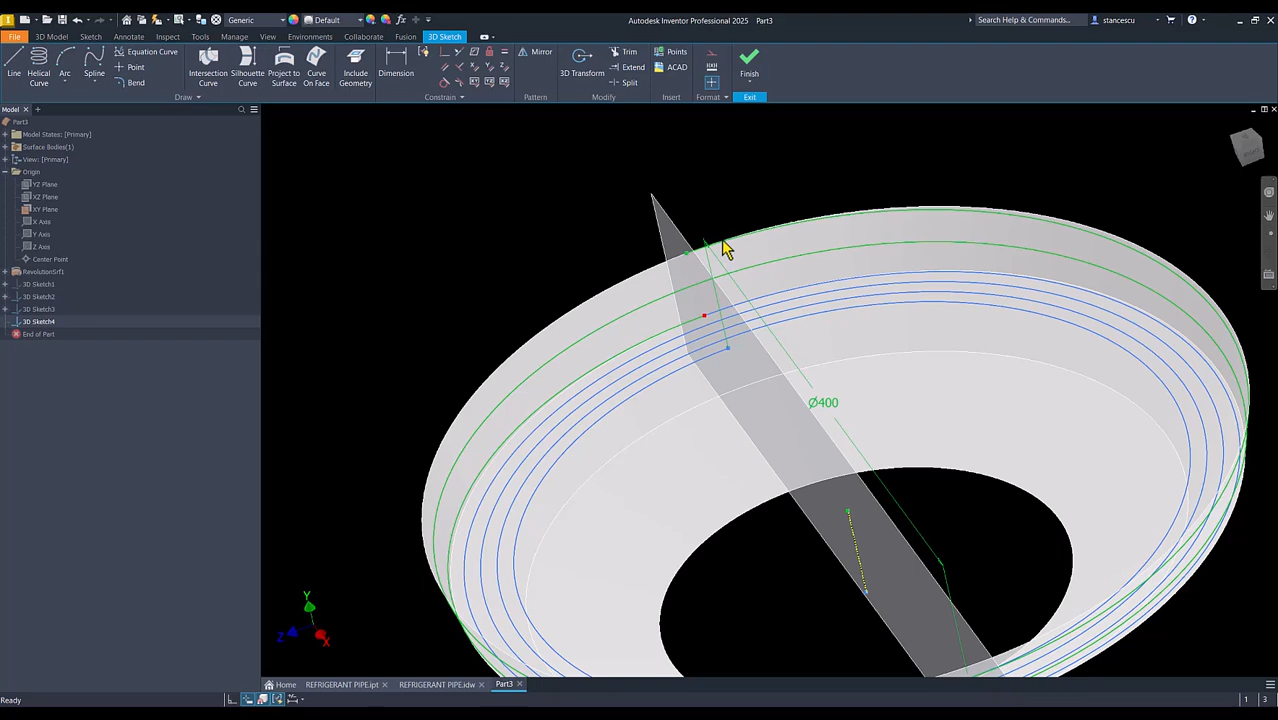 Generic
Default
Autodesk Inventor Professional 2025 Part3
Search Help & Commands...
stancescu
File 3D Model Sketch Annotate Inspect Tools Manage View Environments Collaborate Fusion 3D Sketch
Line
Helical Curve
Arc
Spline
Equation Curve
Point
Bend
Intersection Curve
Silhouette Curve
Project to Surface
Curve On Face
Include Geometry
Dimension
Mirror
3D Transform
Trim
Extend
Split
Points
ACAD
Finish
Draw
Constrain
Pattern
Modify
Insert
Format
Exit
Model
Part3
Model States: [Primary]
Surface Bodies(1)
View: [Primary]
Origin
YZ Plane
XZ Plane
XY Plane
X Axis
Y Axis
Z Axis
Center Point
RevolutionSrf1
3D Sketch1
3D Sketch2
3D Sketch3
3D Sketch4
End of Part
Ø400
Y
Z
X
Home REFRIGERANT PIPE.ipt REFRIGERANT PIPE.idw Part3
Ready
1 3